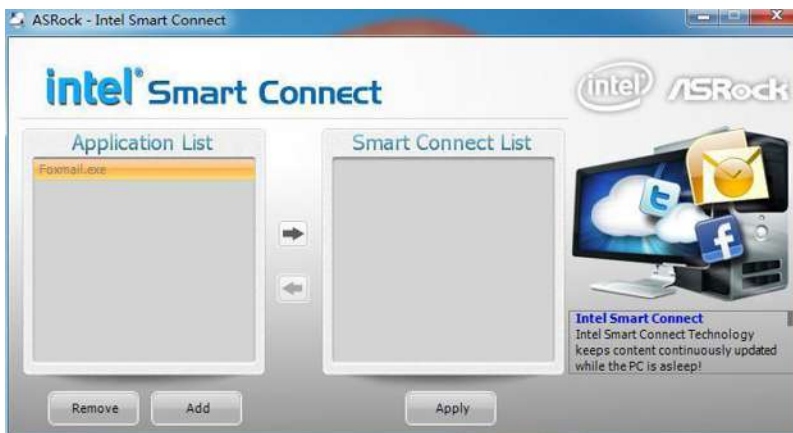 ASRock - Intel Smart Connect
intel® Smart Connect
intel ASRock
Application List
Foxmail.exe
Smart Connect List
Intel Smart Connect
Intel Smart Connect Technology
keeps content continuously updated
while the PC is asleep!
Remove
Add
Apply